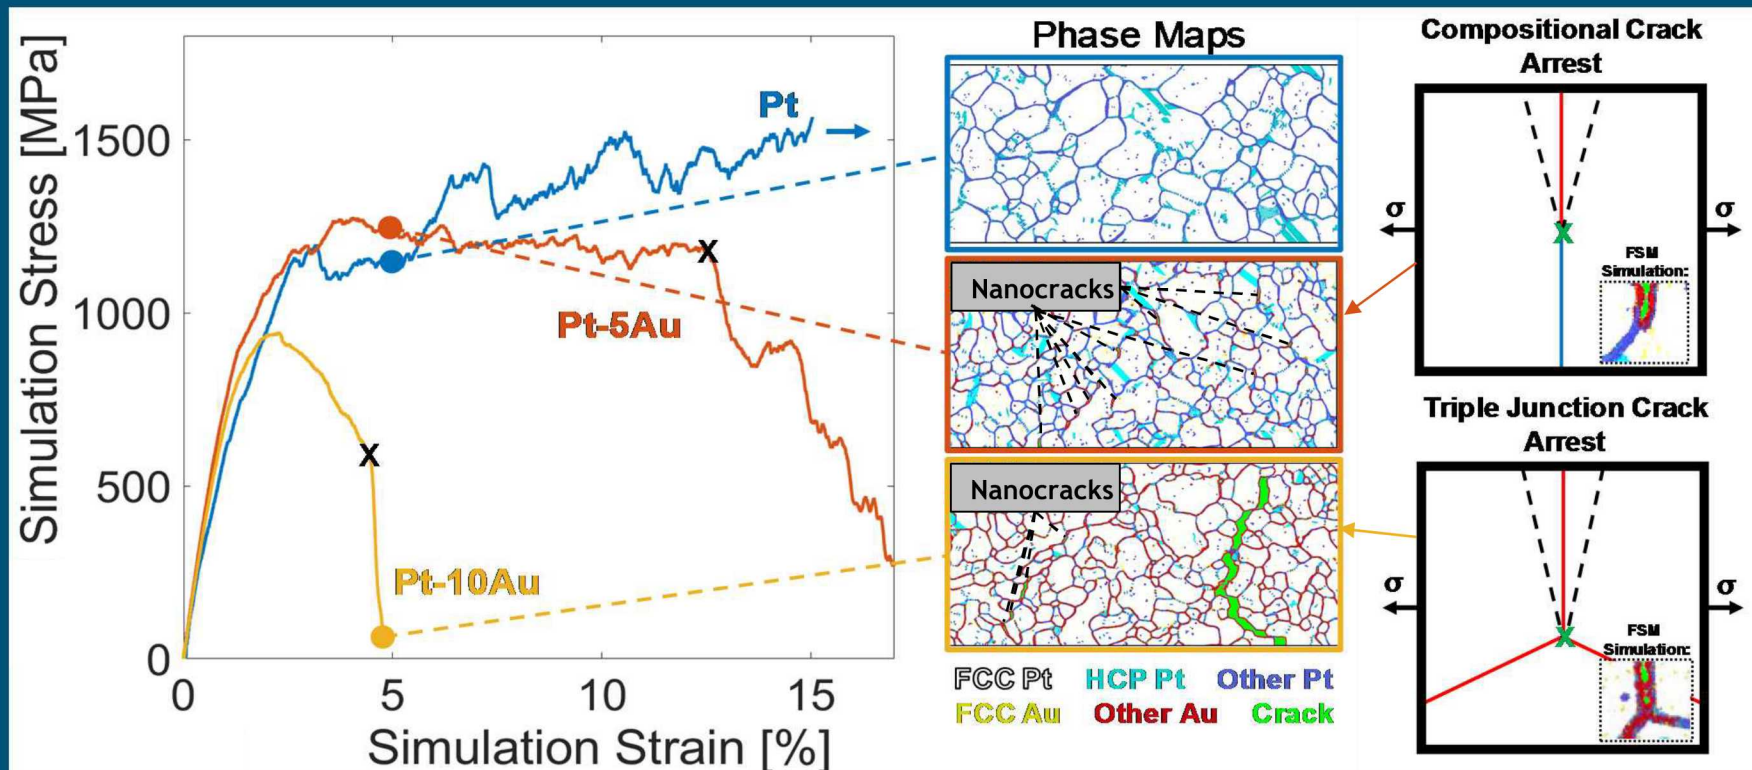 Simulation Stress [MPa]
1500
1000
500
0
0
5
10
15
Simulation Strain [%]
Pt
Pt-5Au
x
Pt-10Au
x
Phase Maps
Nanocracks
Nanocracks
FCC Pt HCP Pt Other Pt
FCC Au Other Au Crack
Compositional Crack
Arrest
σ
σ
x
FSM
Simulation:
Triple Junction Crack
Arrest
σ
σ
x
FSM
Simulation: